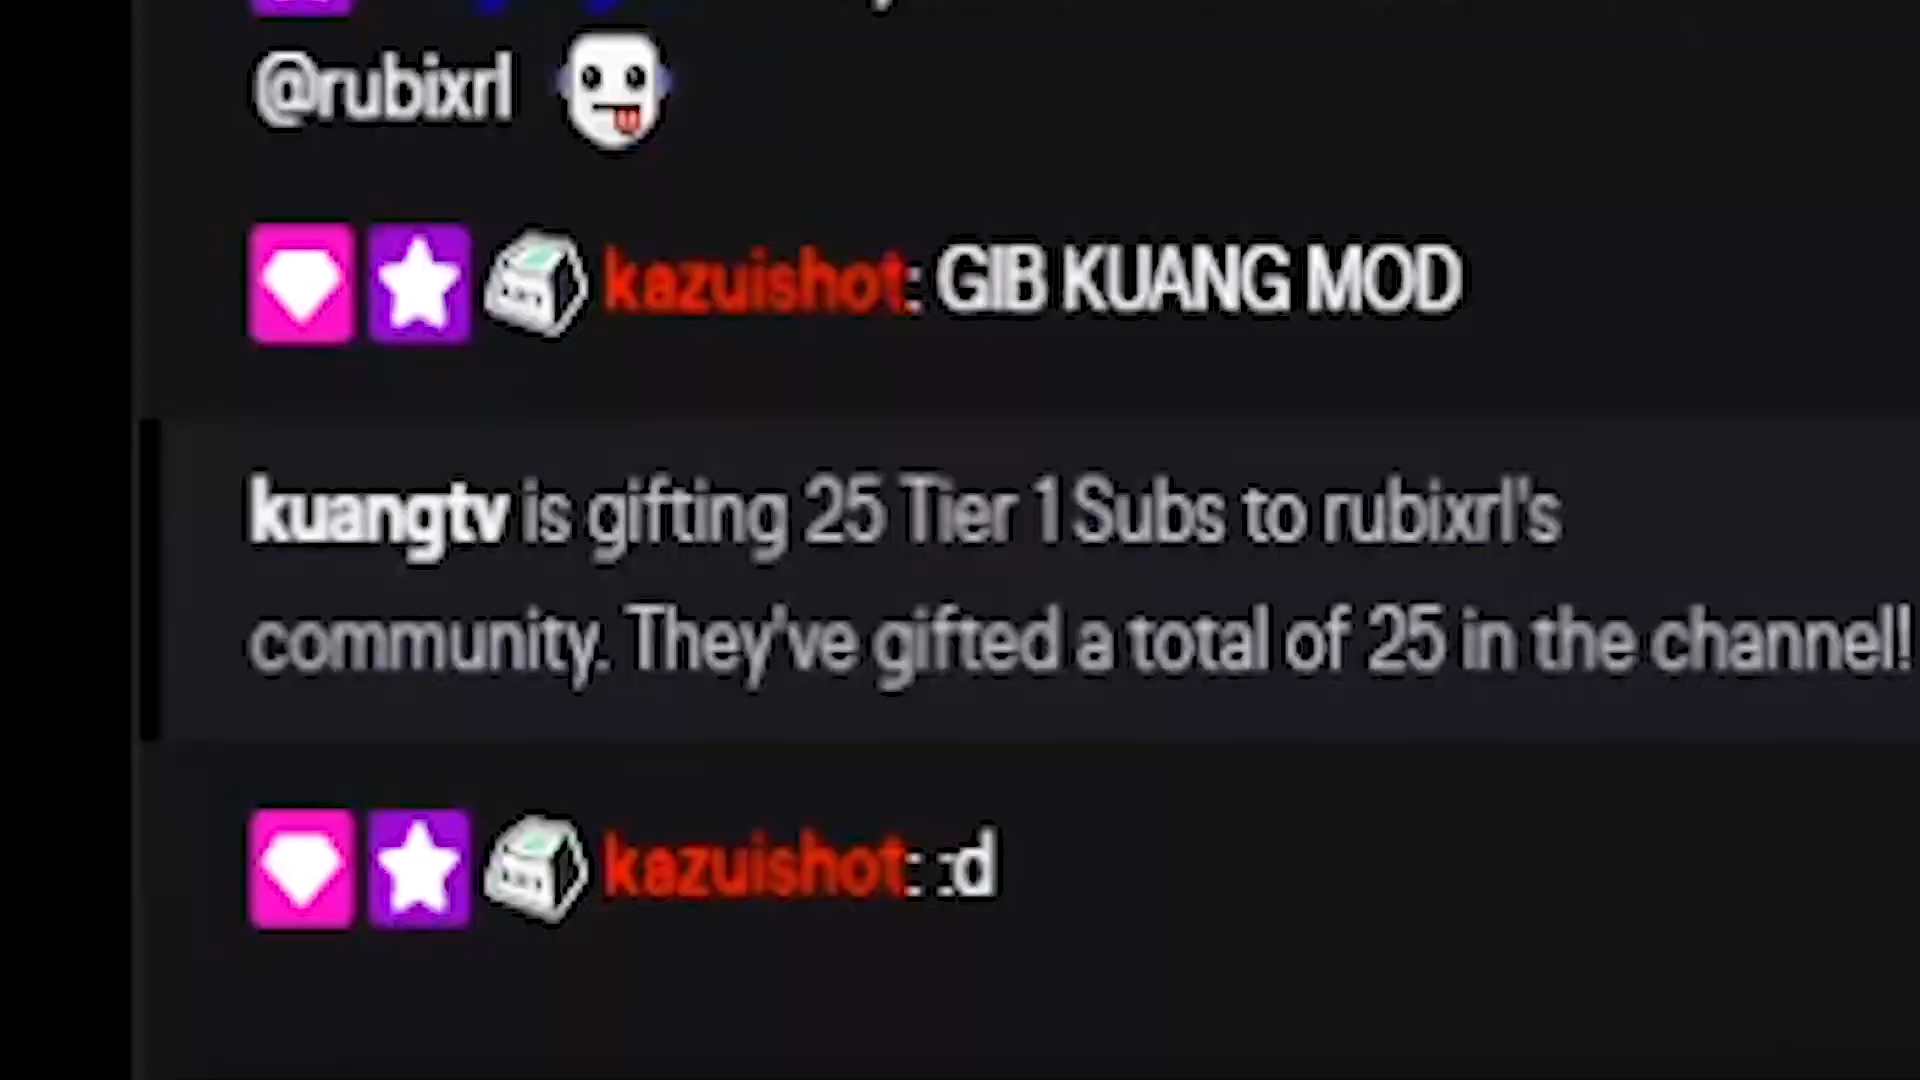 @rubixrl
kazuishot: GIB KUANG MOD
kuangtv is gifting 25 Tier 1 Subs to rubixrl's
community. They've gifted a total of 25 in the channel!
kazuishot: :d